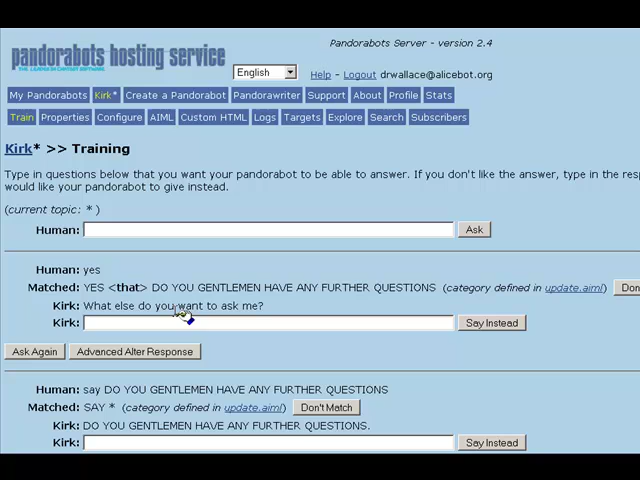 Pandorabots Server - version 2.4
pandorabots hosting service
English
Help - Logout drwallace@alicebot.org
My Pandorabots Kirk* Create a Pandorabot Pandorawriter Support About Profile Stats
Train Properties Configure AIML Custom HTML Logs Targets Explore Search Subscribers
Kirk* >> Training
Type in questions below that you want your pandorabot to be able to answer. If you don't like the answer, type in the res
would like your pandorabot to give instead.
(current topic: * )
Human: Ask
Human: yes
Matched: YES <that> DO YOU GENTLEMEN HAVE ANY FURTHER QUESTIONS (category defined in update.aiml) Don
Kirk: What else do you want to ask me?
Kirk: Say Instead
Ask Again Advanced Alter Response
Human: say DO YOU GENTLEMEN HAVE ANY FURTHER QUESTIONS
Matched: SAY * (category defined in update.aiml) Don't Match
Kirk: DO YOU GENTLEMEN HAVE ANY FURTHER QUESTIONS.
Kirk: Say Instead